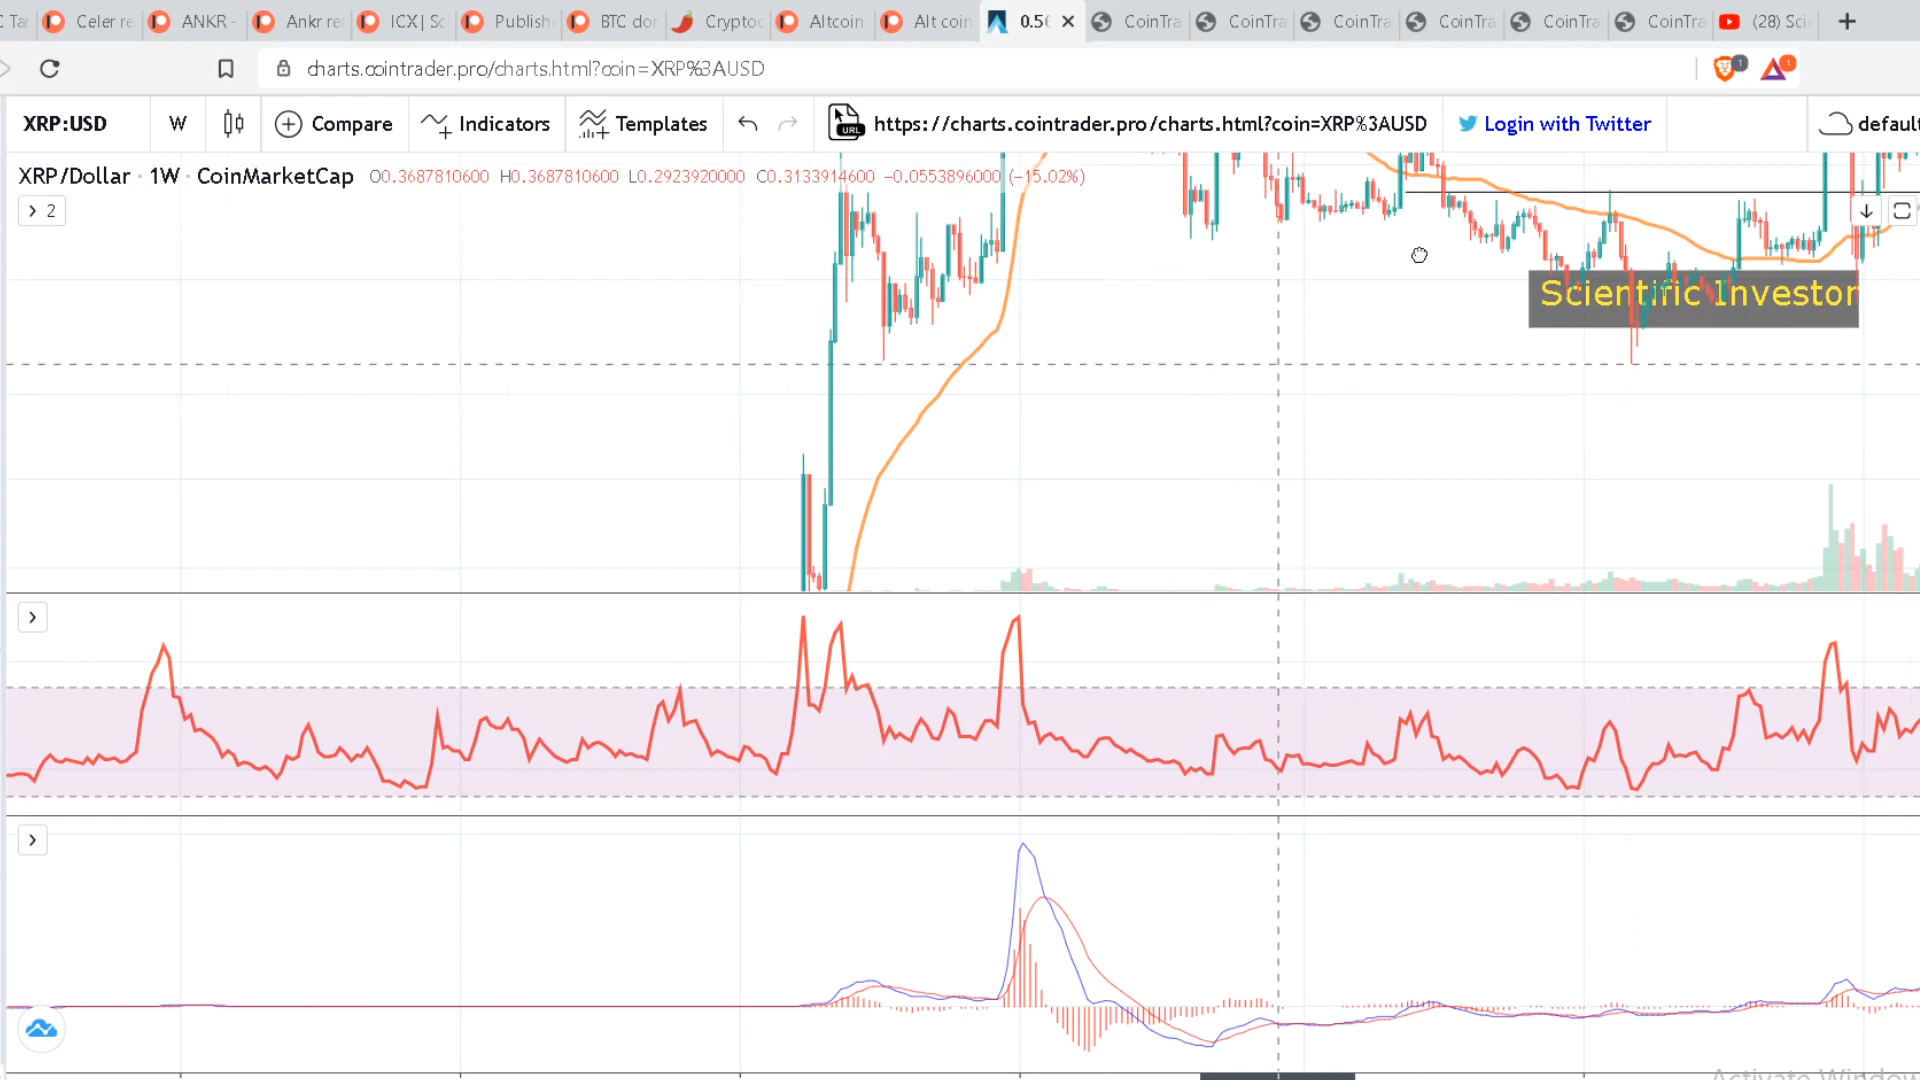 Celer re
ANKR -
Ankr re
ICX | Sc
Publish
BTC dor
Crypto
Altcoin
Alt coin
0.56
CoinTra
CoinTra
CoinTra
CoinTra
CoinTra
CoinTra
(28) Sci
charts.cointrader.pro/charts.html?coin=XRP%3AUSD
1
1
XRP:USD
W
Compare
Indicators
Templates
URL
https://charts.cointrader.pro/charts.html?coin=XRP%3AUSD
Login with Twitter
default
XRP/Dollar · 1W · CoinMarketCap O0.3687810600 H0.3687810600 L0.2923920000 C0.3133914600 −0.0553896000 (−15.02%)
2
Scientific Investor